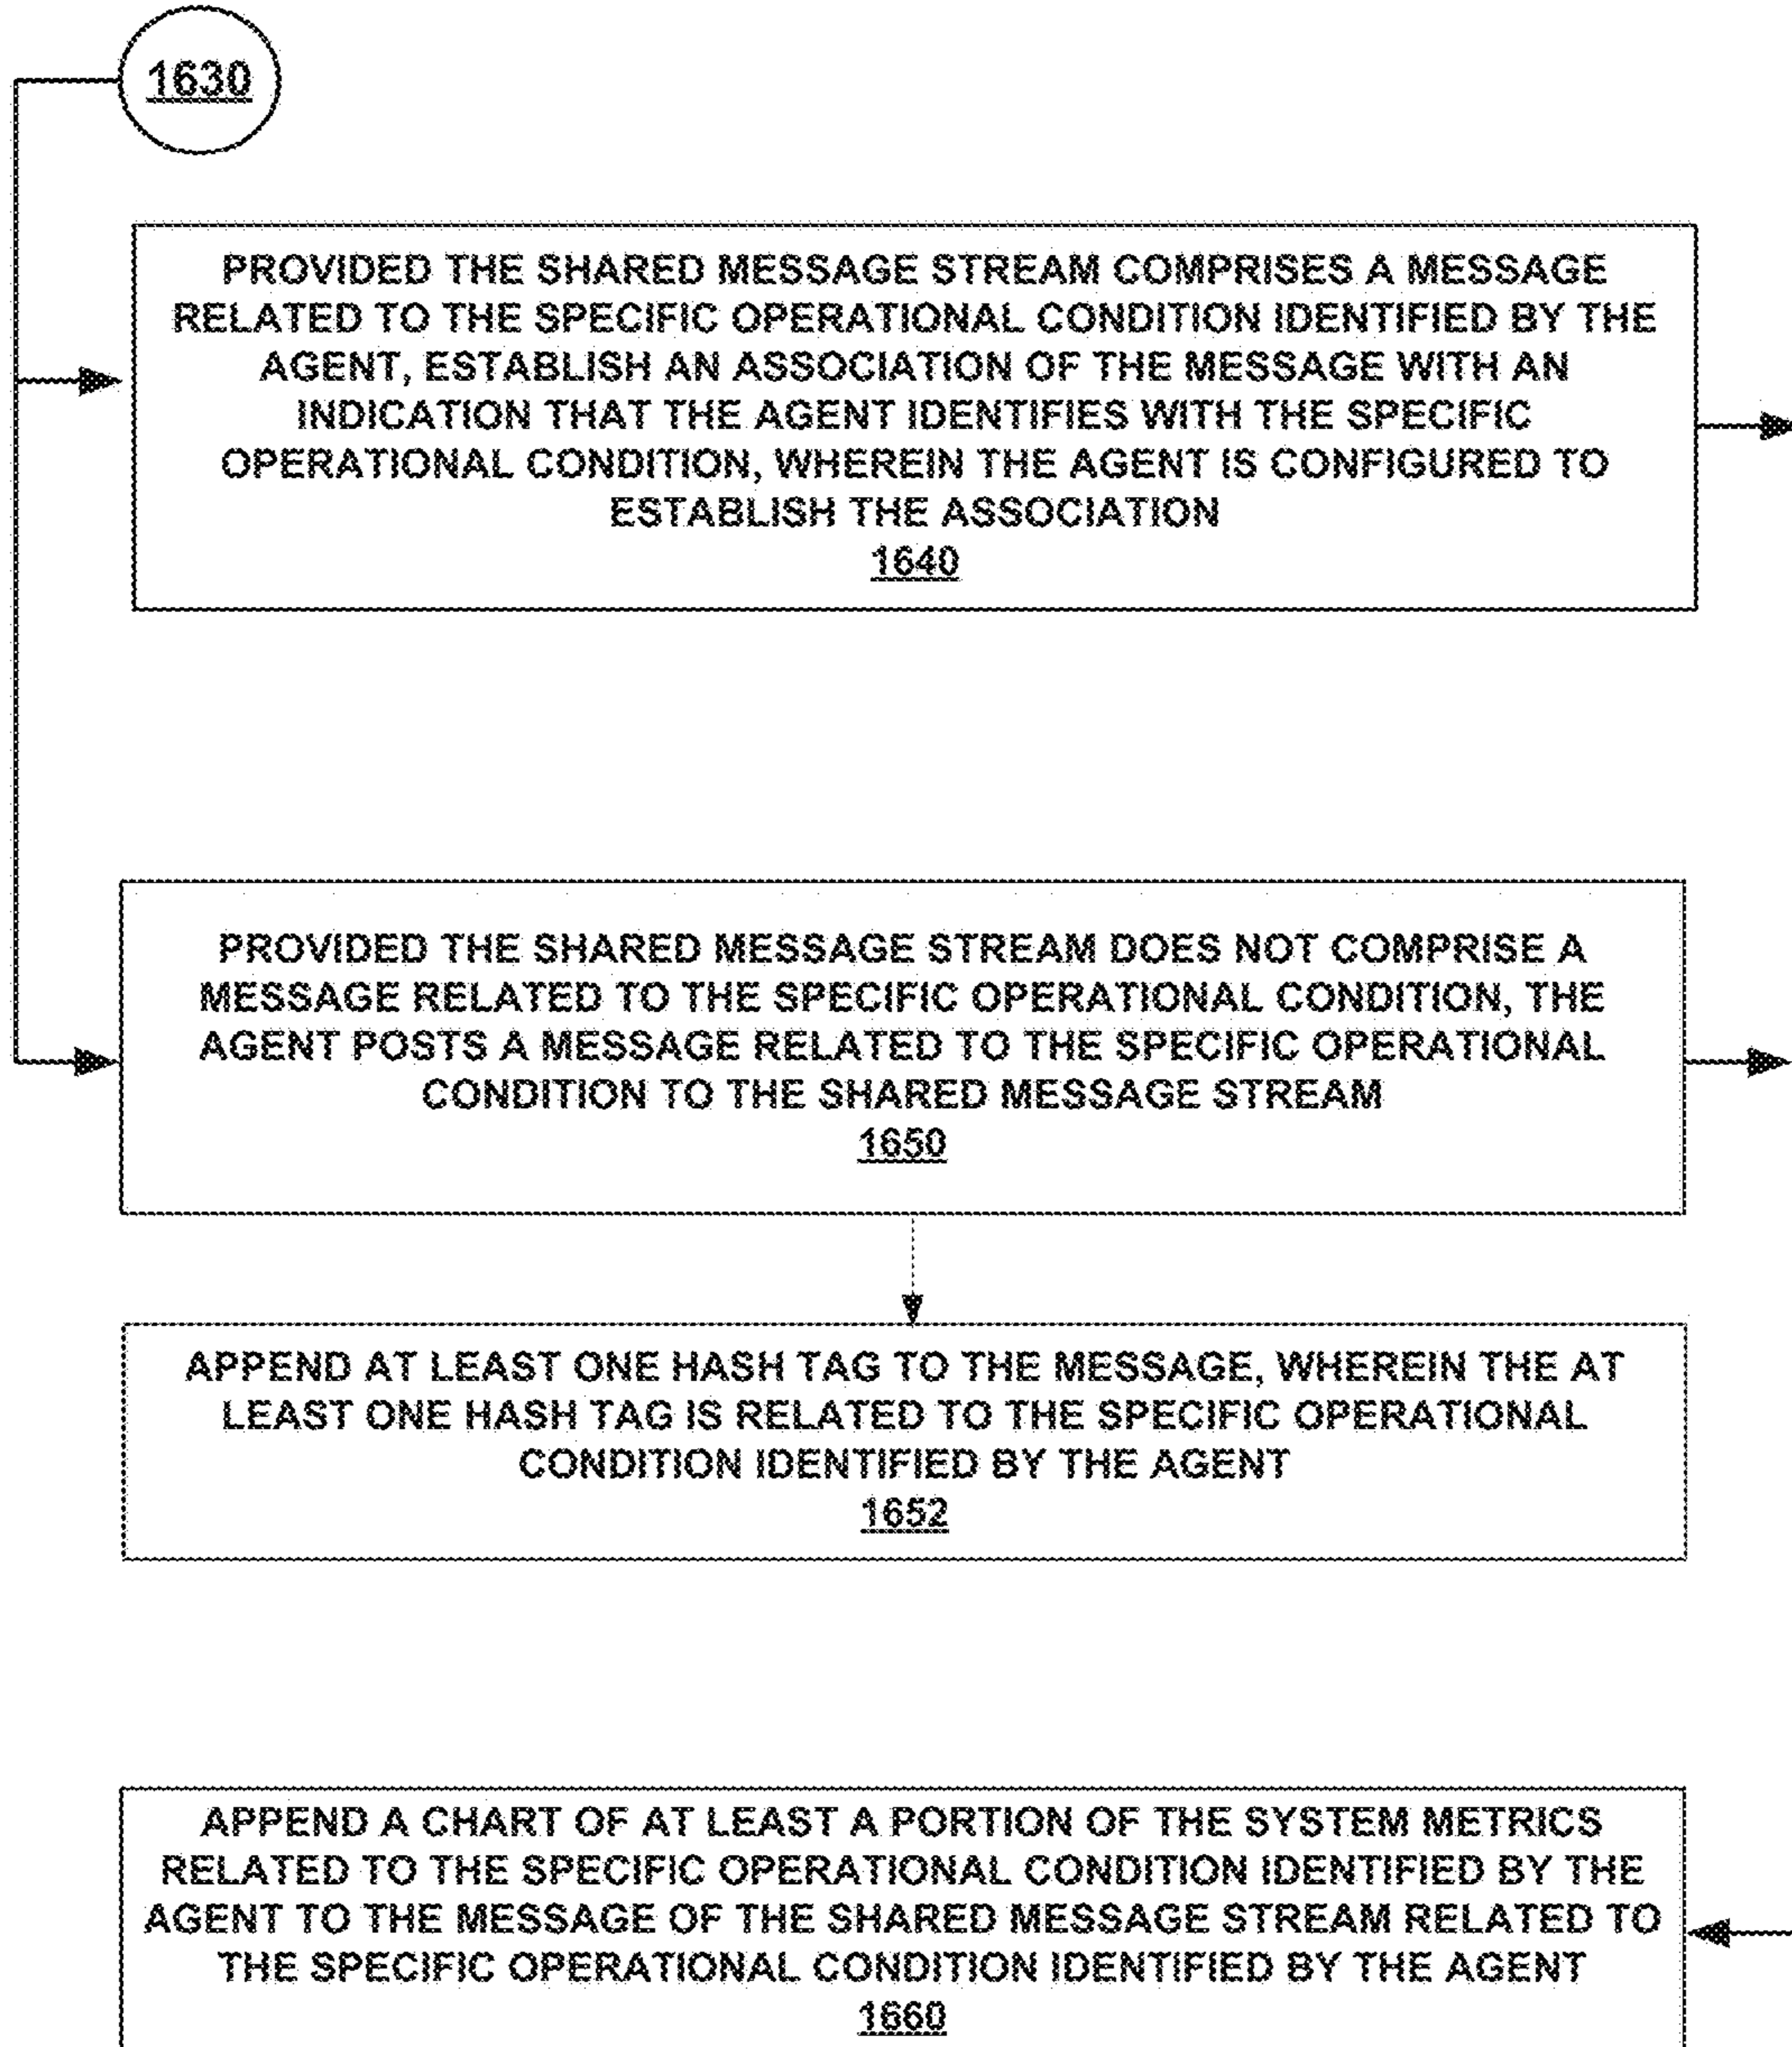 1630
PROVIDED THE SHARED MESSAGE STREAM COMPRISES A MESSAGE
RELATED TO THE SPECIFIC OPERATIONAL CONDITION IDENTIFIED BY THE
AGENT, ESTABLISH AN ASSOCIATION OF THE MESSAGE WITH AN
INDICATION THAT THE AGENT IDENTIFIES WITH THE SPECIFIC
OPERATIONAL CONDITION, WHEREIN THE AGENT IS CONFIGURED TO
ESTABLISH THE ASSOCIATION
1640
PROVIDED THE SHARED MESSAGE STREAM DOES NOT COMPRISE A
MESSAGE RELATED TO THE SPECIFIC OPERATIONAL CONDITION, THE
AGENT POSTS A MESSAGE RELATED TO THE SPECIFIC OPERATIONAL
CONDITION TO THE SHARED MESSAGE STREAM
1650
APPEND AT LEAST ONE HASH TAG TO THE MESSAGE, WHEREIN THE AT
LEAST ONE HASH TAG IS RELATED TO THE SPECIFIC OPERATIONAL
CONDITION IDENTIFIED BY THE AGENT
1652
APPEND A CHART OF AT LEAST A PORTION OF THE SYSTEM METRICS
RELATED TO THE SPECIFIC OPERATIONAL CONDITION IDENTIFIED BY THE
AGENT TO THE MESSAGE OF THE SHARED MESSAGE STREAM RELATED TO
THE SPECIFIC OPERATIONAL CONDITION IDENTIFIED BY THE AGENT
1660